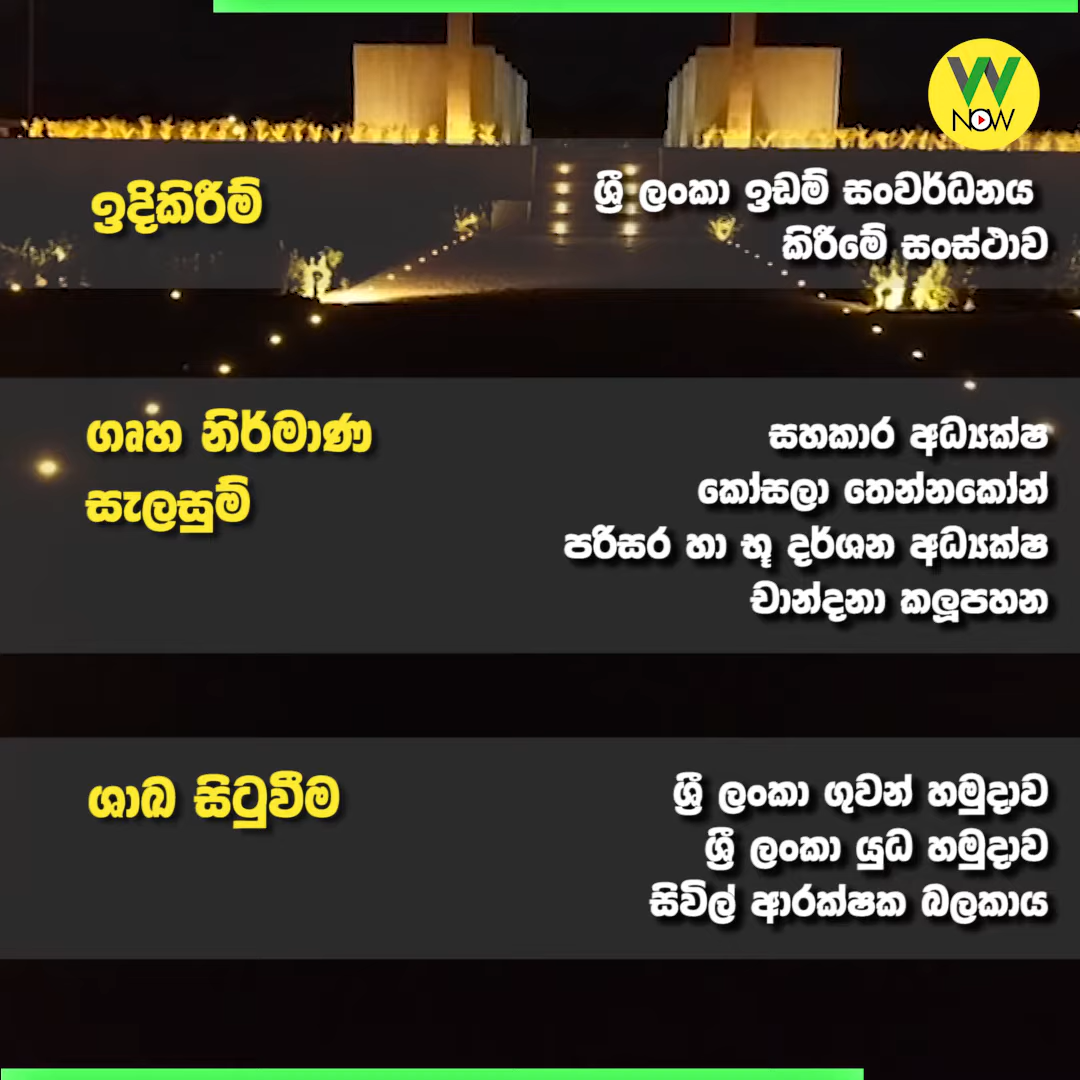 W
NOW
ඉදිකිරීම්
ශ්‍රී ලංකා ඉඩම් සංවර්ධනය
කිරීමේ සංස්ථාව
ගෘහ නිර්මාණ
සැලසුම්
සහකාර අධ්‍යක්ෂ
කෝසලා තෙන්නකෝන්
පරිසර හා භූ දර්ශන අධ්‍යක්ෂ
චාන්දනා කලූපහන
ශාඛ සිටුවීම
ශ්‍රී ලංකා ගුවන් හමුදාව
ශ්‍රී ලංකා යුධ හමුදාව
සිවිල් ආරක්ෂක බලකාය